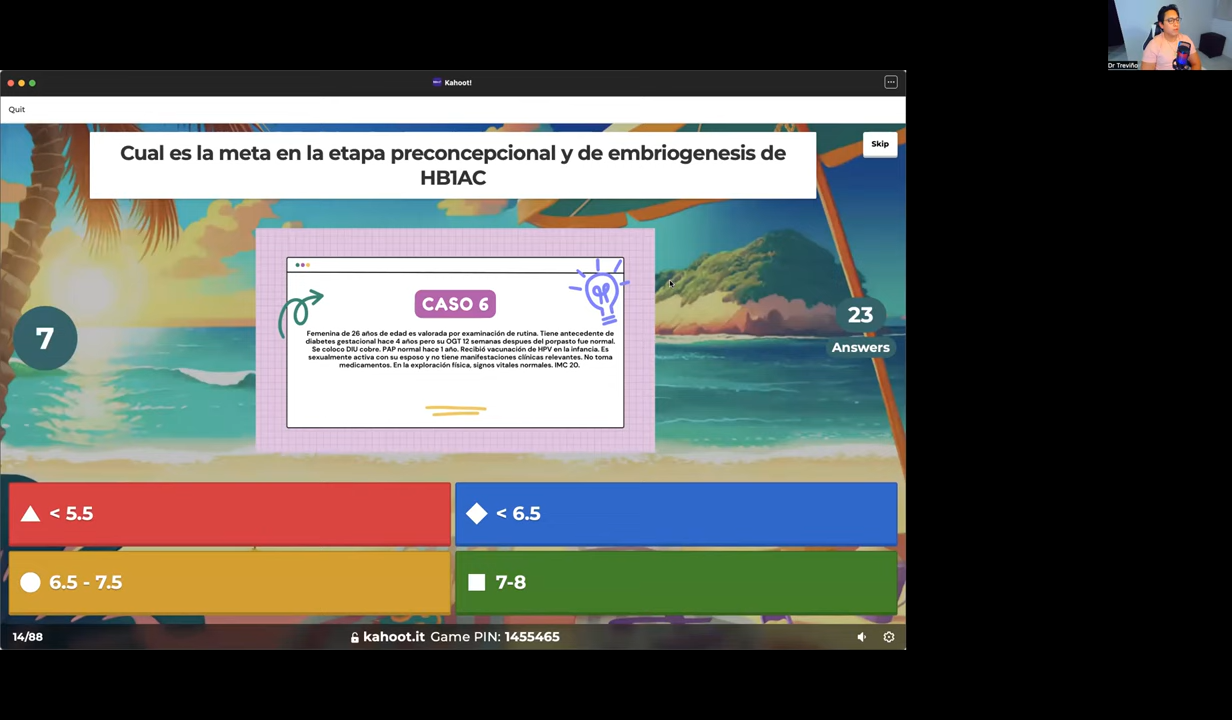 Dr Treviño
Kahoot!
Quit
Cual es la meta en la etapa preconcepcional y de embriogenesis de
HB1AC
Skip
CASO 6
Femenina de 26 años de edad es valorada por examinación de rutina. Tiene antecedente de
diabetes gestacional hace 4 años pero su OGT 12 semanas despues del porpasto fue normal.
Se coloco DIU cobre. PAP normal hace 1 año. Recibió vacunación de HPV en la infancia. Es
sexualmente activa con su esposo y no tiene manifestaciones clínicas relevantes. No toma
medicamentos. En la exploración física, signos vitales normales. IMC 20.
7
23
Answers
< 5.5
< 6.5
6.5 - 7.5
7-8
14/88
kahoot.it Game PIN: 1455465